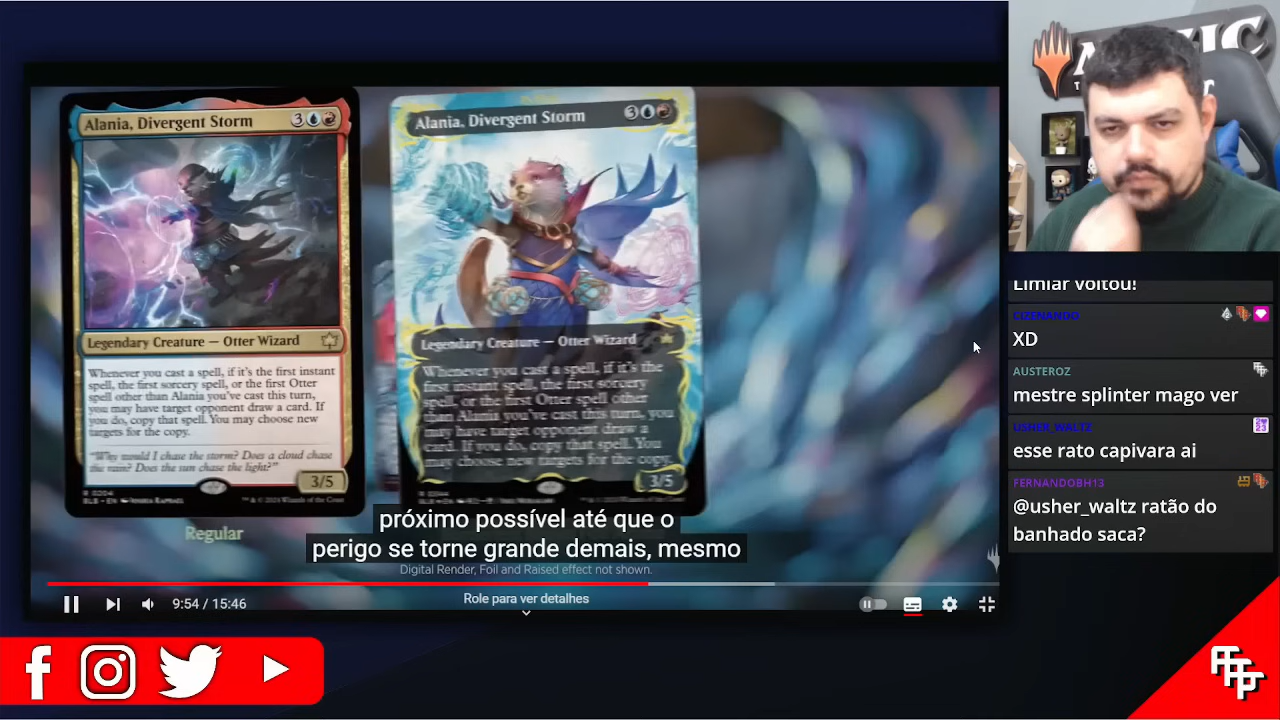 Alania, Divergent Storm
3
Legendary Creature — Otter Wizard
Whenever you cast a spell, if it's the first instant
spell, the first sorcery spell, or the first Otter
spell other than Alania you've cast this turn,
you may have target opponent draw a card. If
you do, copy that spell. You may choose new
targets for the copy.
"Why would I chase the storm? Does a cloud chase
the rain? Does the sun chase the light?"
3/5
Regular
Alania, Divergent Storm
3
Legendary Creature — Otter Wizard
Whenever you cast a spell, if it's the
first instant spell, the first sorcery
spell, or the first Otter spell other
than Alania you've cast this turn, you
may have target opponent draw a
card. If you do, copy that spell. You
may choose new targets for the copy.
3/5
próximo possível até que o
perigo se torne grande demais, mesmo
Digital Render, Foil and Raised effect not shown.
9:54 / 15:46
Role para ver detalhes
Limiar voltou!
CIZENANDO
XD
AUSTEROZ
mestre splinter mago ver
USHER_WALTZ
esse rato capivara ai
FERNANDOBH13
@usher_waltz ratão do
banhado saca?